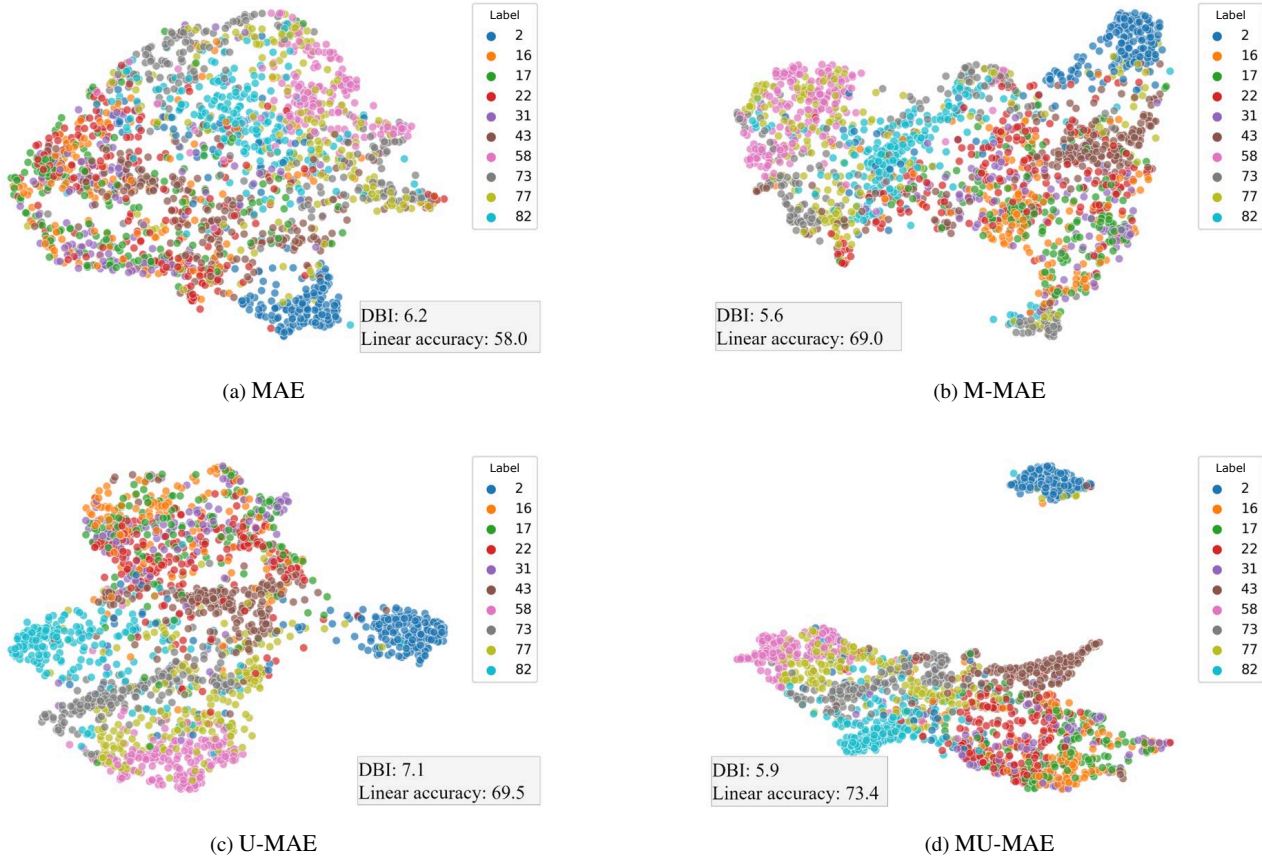 Label
2
16
17
22
31
43
58
73
77
82
DBI: 6.2
Linear accuracy: 58.0
(a) MAE
Label
2
16
17
22
31
43
58
73
77
82
DBI: 5.6
Linear accuracy: 69.0
(b) M-MAE
Label
2
16
17
22
31
43
58
73
77
82
DBI: 7.1
Linear accuracy: 69.5
(c) U-MAE
Label
2
16
17
22
31
43
58
73
77
82
DBI: 5.9
Linear accuracy: 73.4
(d) MU-MAE